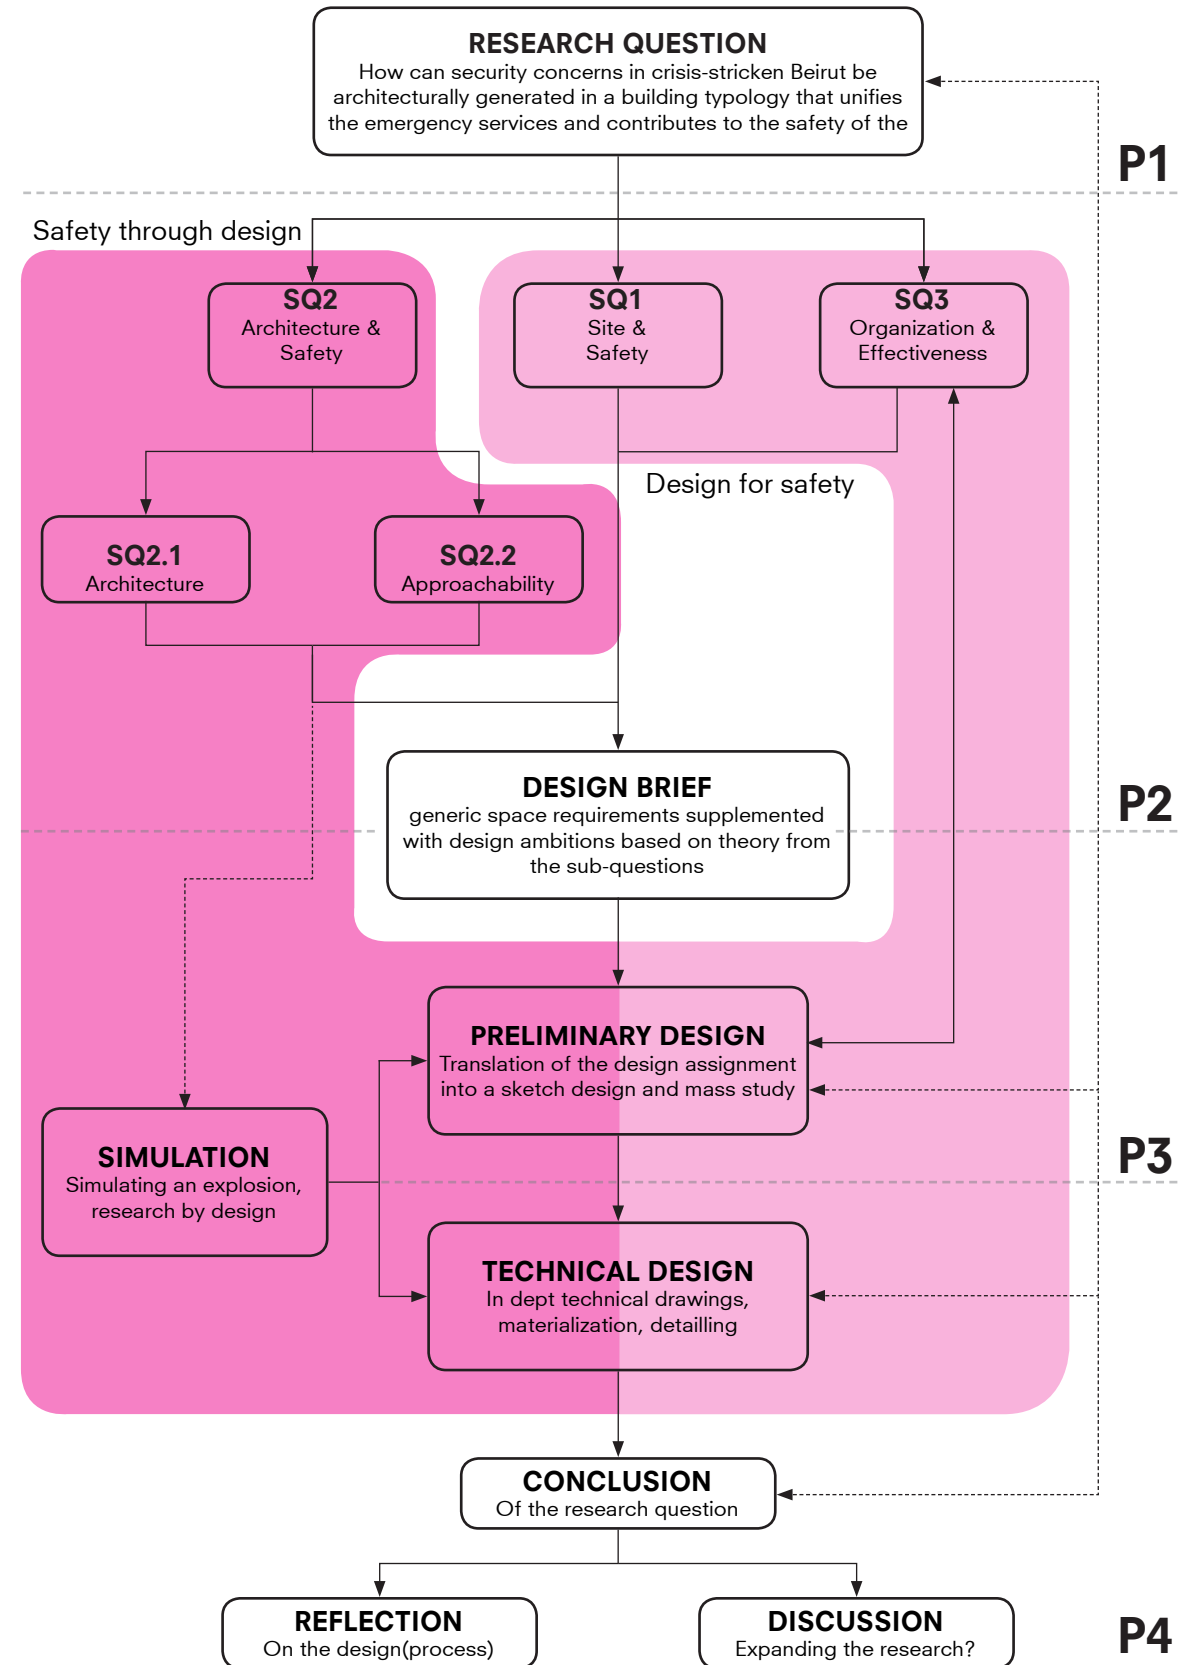 RESEARCH QUESTION
How can security concerns in crisis-stricken Beirut be
architecturally generated in a building typology that unifies
the emergency services and contributes to the safety of the
P1
Safety through design
SQ2
Architecture &
Safety
SQ1
Site &
Safety
SQ3
Organization &
Effectiveness
Design for safety
SQ2.1
Architecture
SQ2.2
Approachability
DESIGN BRIEF
generic space requirements supplemented
with design ambitions based on theory from
the sub-questions
P2
PRELIMINARY DESIGN
Translation of the design assignment
into a sketch design and mass study
SIMULATION
Simulating an explosion,
research by design
P3
TECHNICAL DESIGN
In dept technical drawings,
materialization, detailling
CONCLUSION
Of the research question
REFLECTION
On the design(process)
DISCUSSION
Expanding the research?
P4